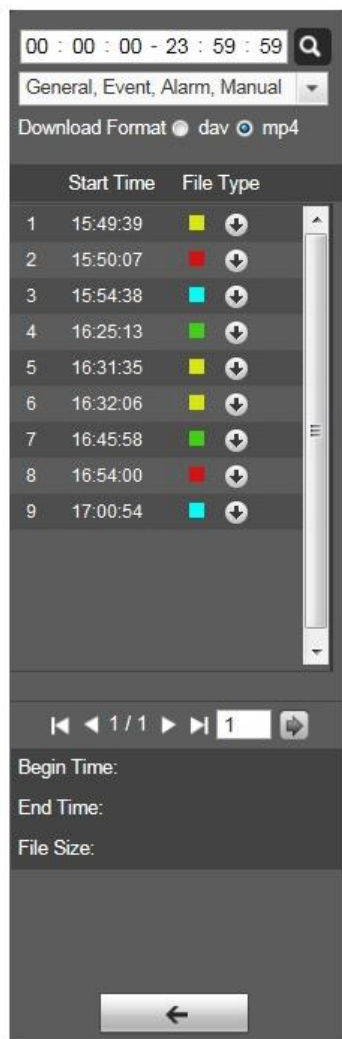 00 : 00 : 00 - 23 : 59 : 59
General, Event, Alarm, Manual
Download Format dav mp4
Start Time File Type
1 15:49:39
2 15:50:07
3 15:54:38
4 16:25:13
5 16:31:35
6 16:32:06
7 16:45:58
8 16:54:00
9 17:00:54
1 / 1 1
Begin Time:
End Time:
File Size: